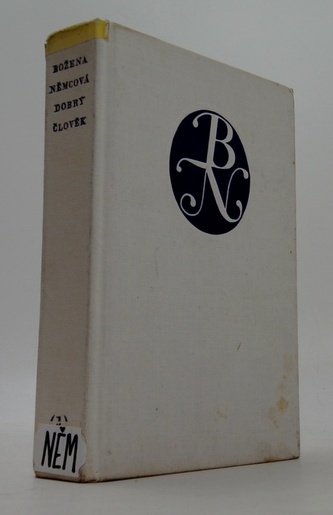 BOŽENA
NĚMCOVÁ
DOBRÝ
ČLOVĚK
BN
NĚM